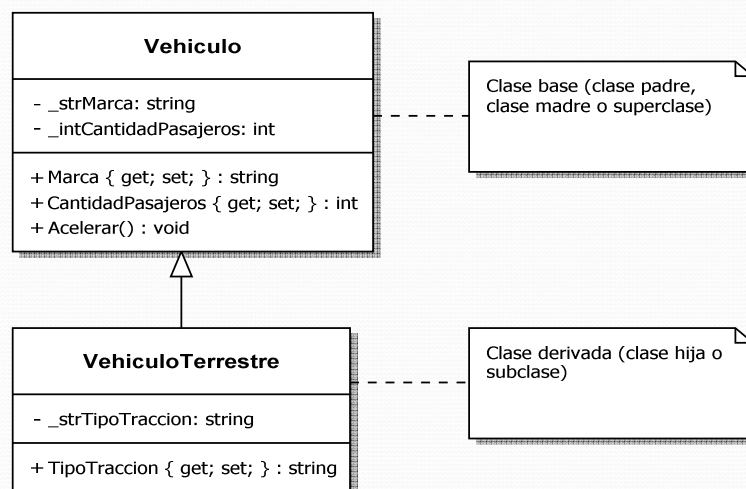 Vehiculo
- _strMarca: string
- _intCantidadPasajeros: int
+ Marca { get; set; } : string
+ CantidadPasajeros { get; set; } : int
+ Acelerar() : void
Clase base (clase padre,
clase madre o superclase)
VehiculoTerrestre
- _strTipoTraccion: string
+ TipoTraccion { get; set; } : string
Clase derivada (clase hija o
subclase)